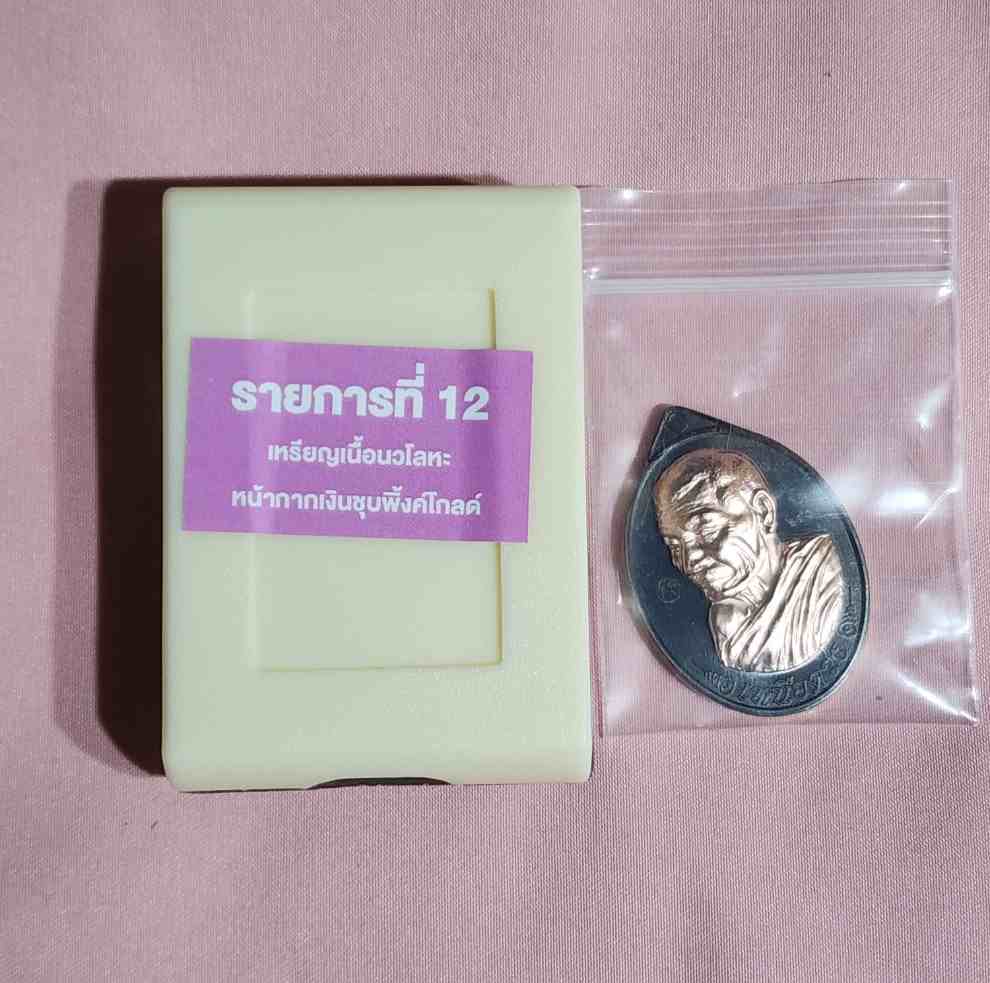 รายการที่ 12
เหรียญเนื้อนวโลหะ
หน้ากากเงินชุบพิ้งค์โกลด์